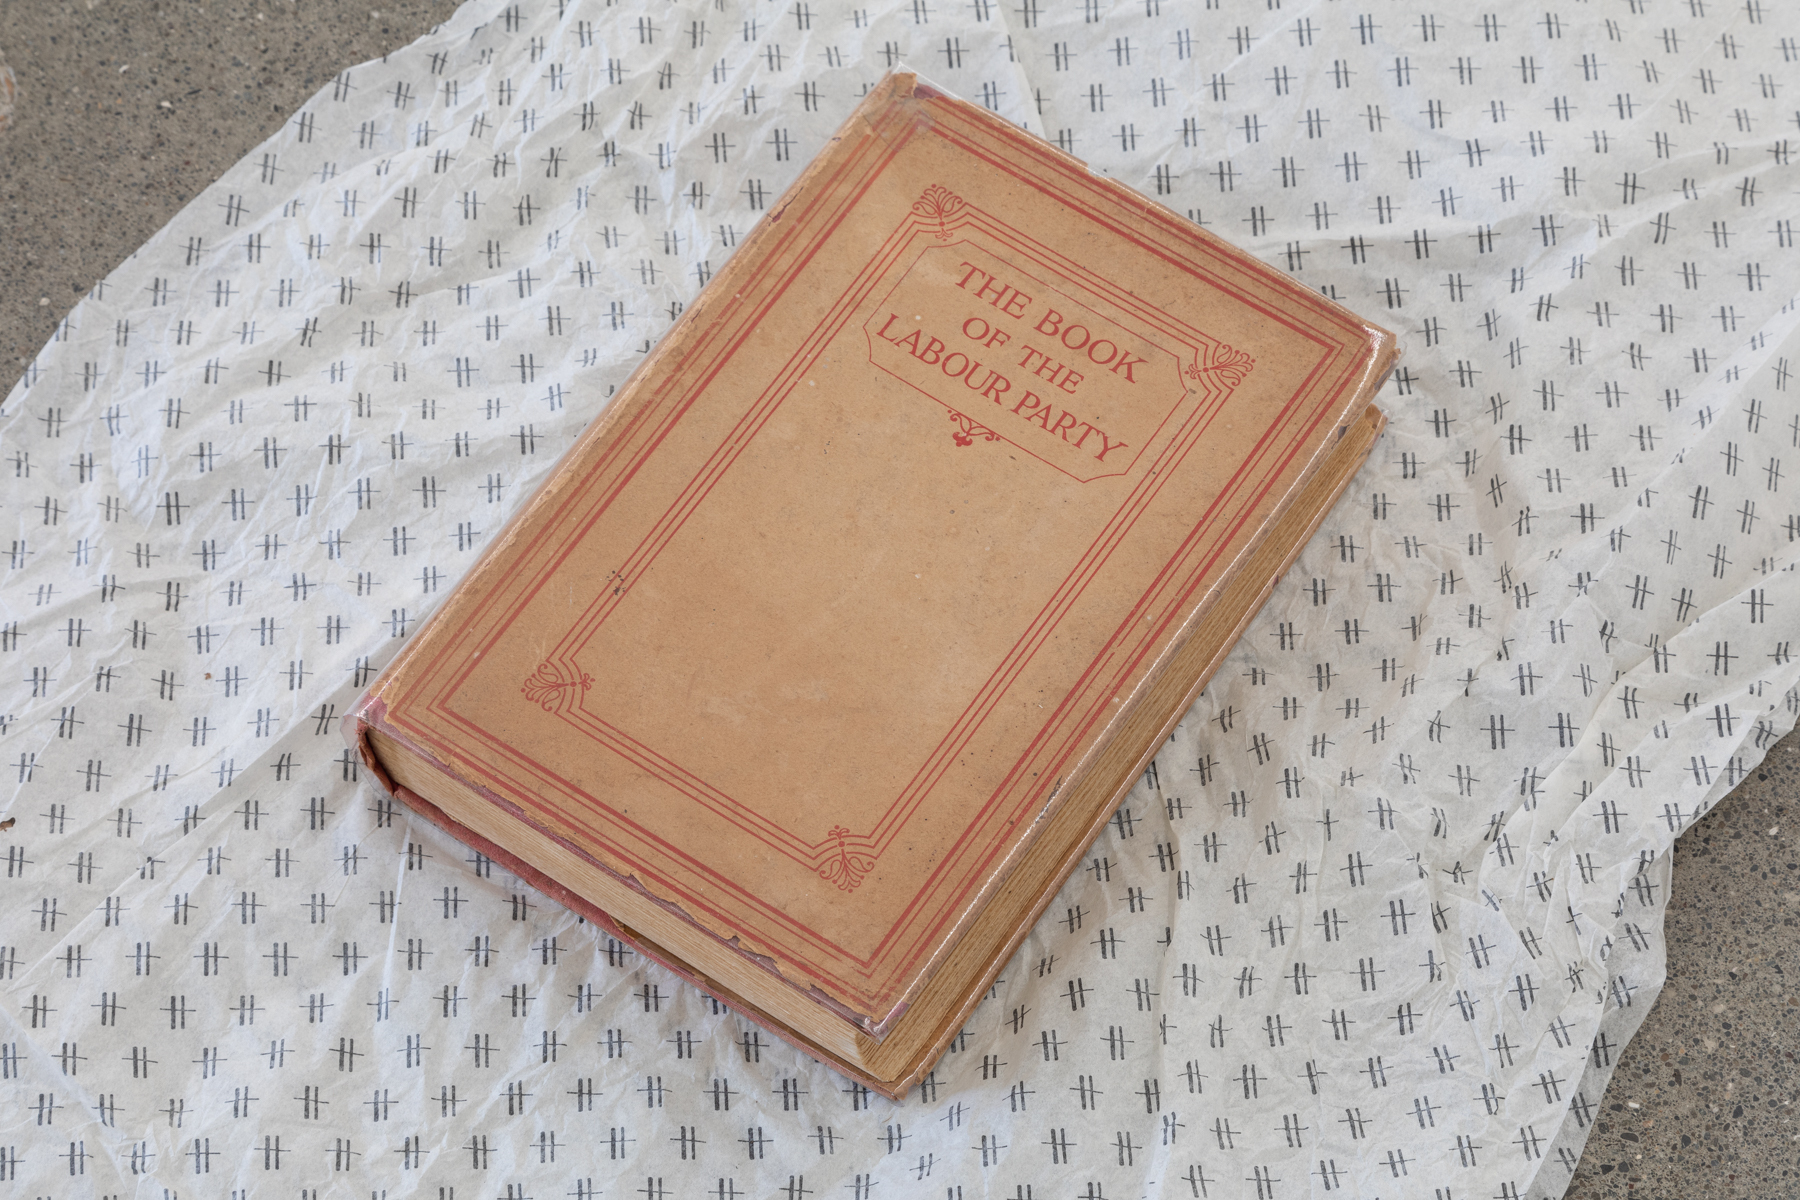 THE BOOK
OF THE
LABOUR PARTY